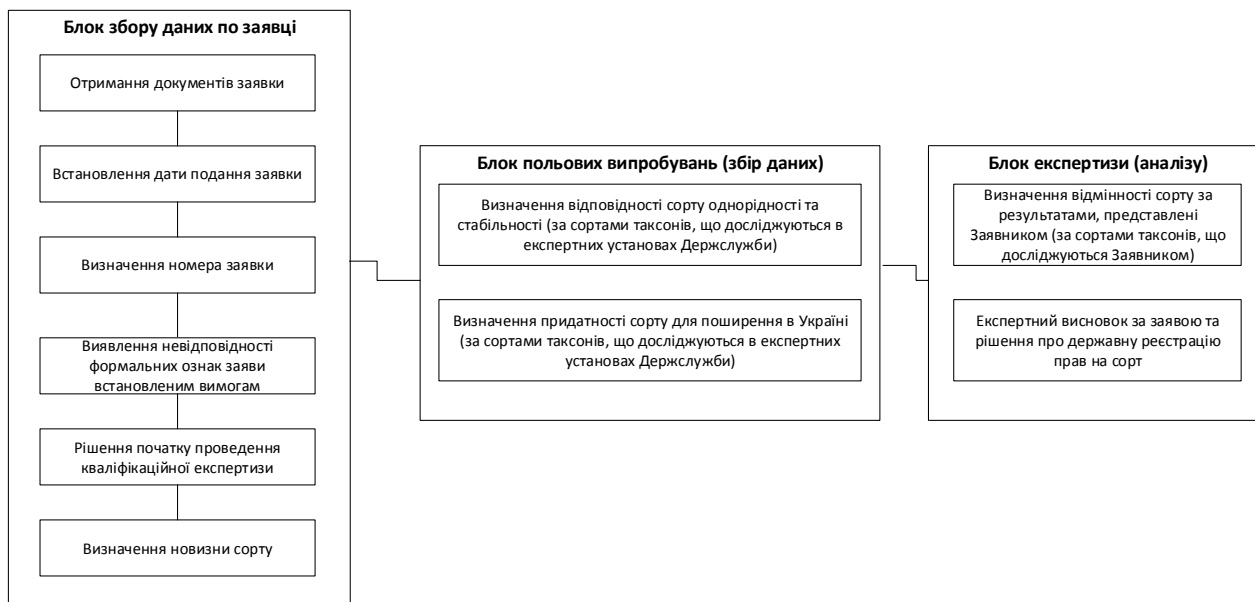 Блок збору даних по заявці
Отримання документів заявки
Встановлення дати подання заявки
Визначення номера заявки
Виявлення невідповідності
формальних ознак заяви
встановленим вимогам
Рішення початку проведення
кваліфікаційної експертизи
Визначення новизни сорту
Блок польових випробувань (збір даних)
Визначення відповідності сорту однорідності та
стабільності (за сортами таксонів, що досліджуються в
експертних установах Держслужби)
Визначення придатності сорту для поширення в Україні
(за сортами таксонів, що досліджуються в експертних
установах Держслужби)
Блок експертизи (аналізу)
Визначення відмінності сорту за
результатами, представлені
Заявником (за сортами таксонів, що
досліджуються Заявником)
Експертний висновок за заявою та
рішення про державну реєстрацію
прав на сорт